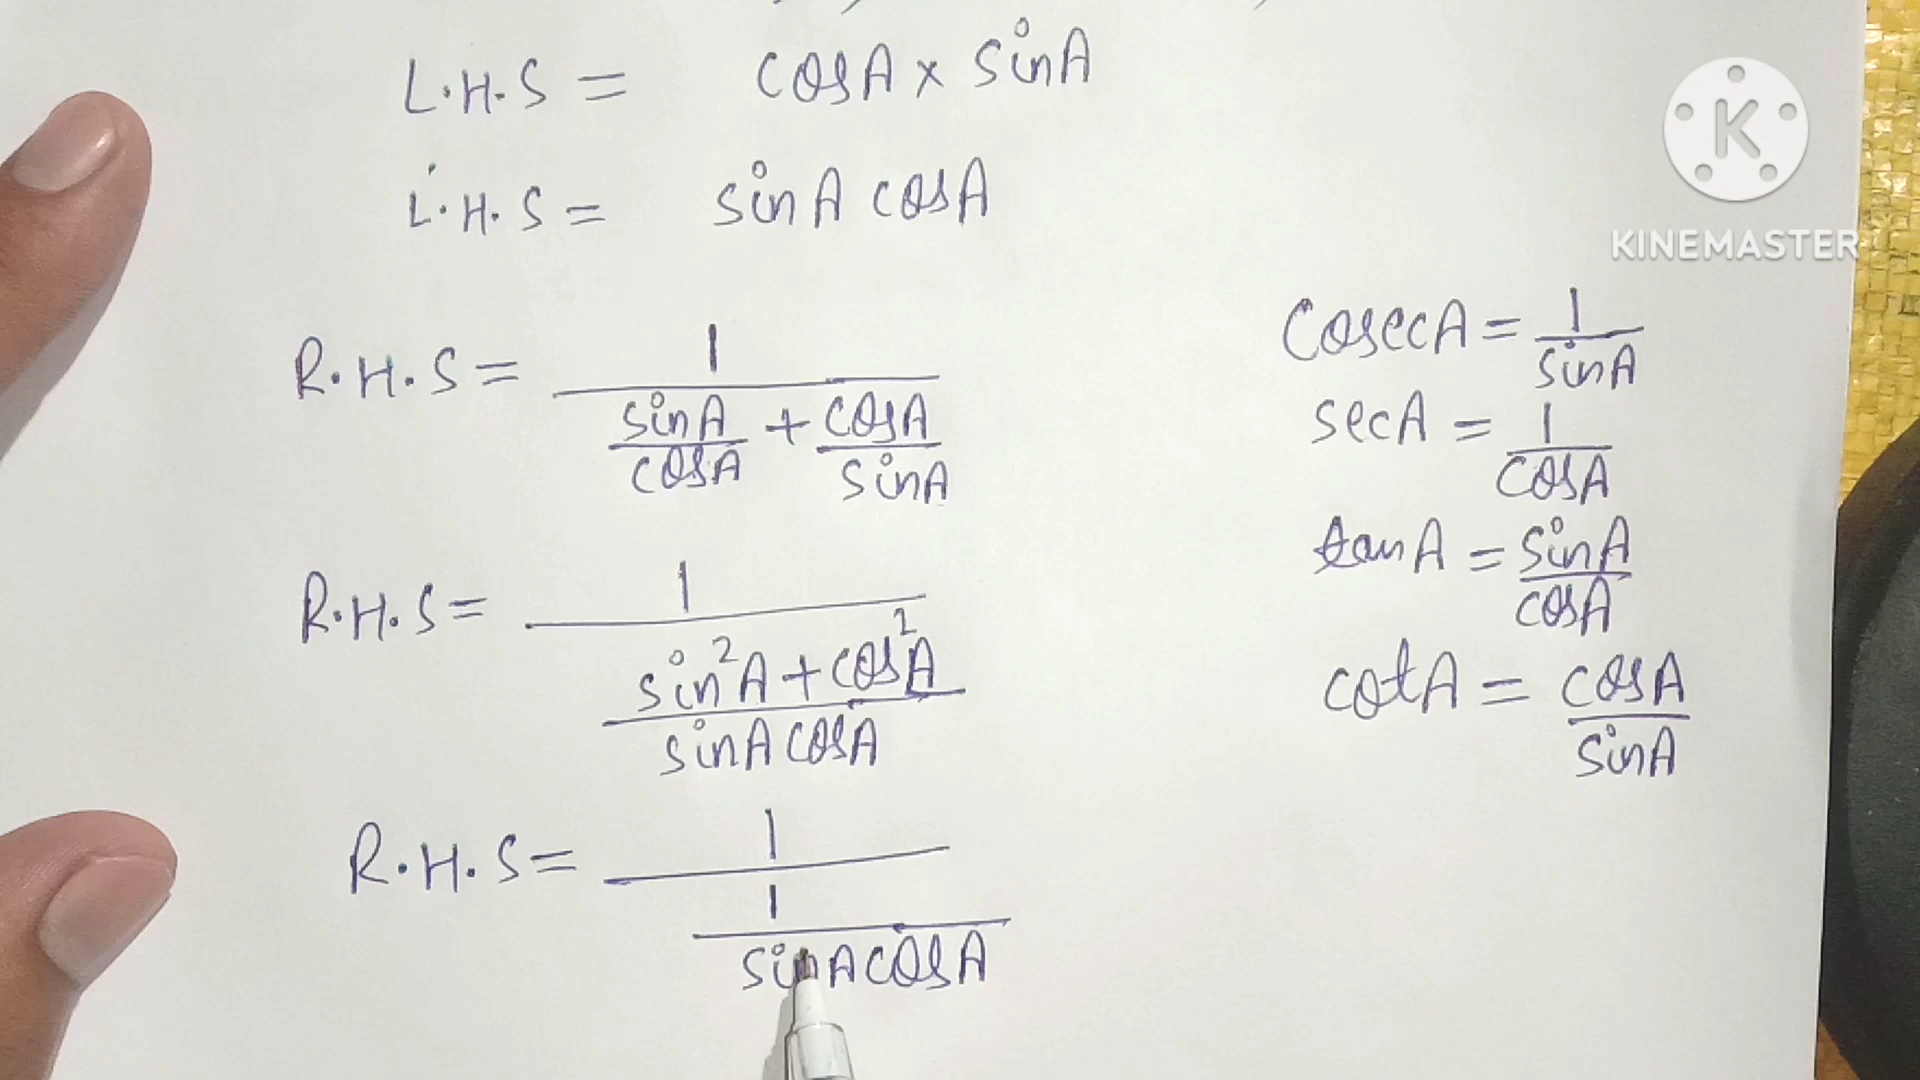 L.H.S = cosA × sinA
L.H.S = sinA cosA
R.H.S = 1 / (sinA/cosA + cosA/sinA)
R.H.S = 1 / ((sin²A + cos²A) / (sinA cosA))
R.H.S = 1 / (1 / (sinA cosA))
K
KINEMASTER
CosecA = 1/sinA
secA = 1/cosA
tanA = sinA/cosA
cotA = cosA/sinA